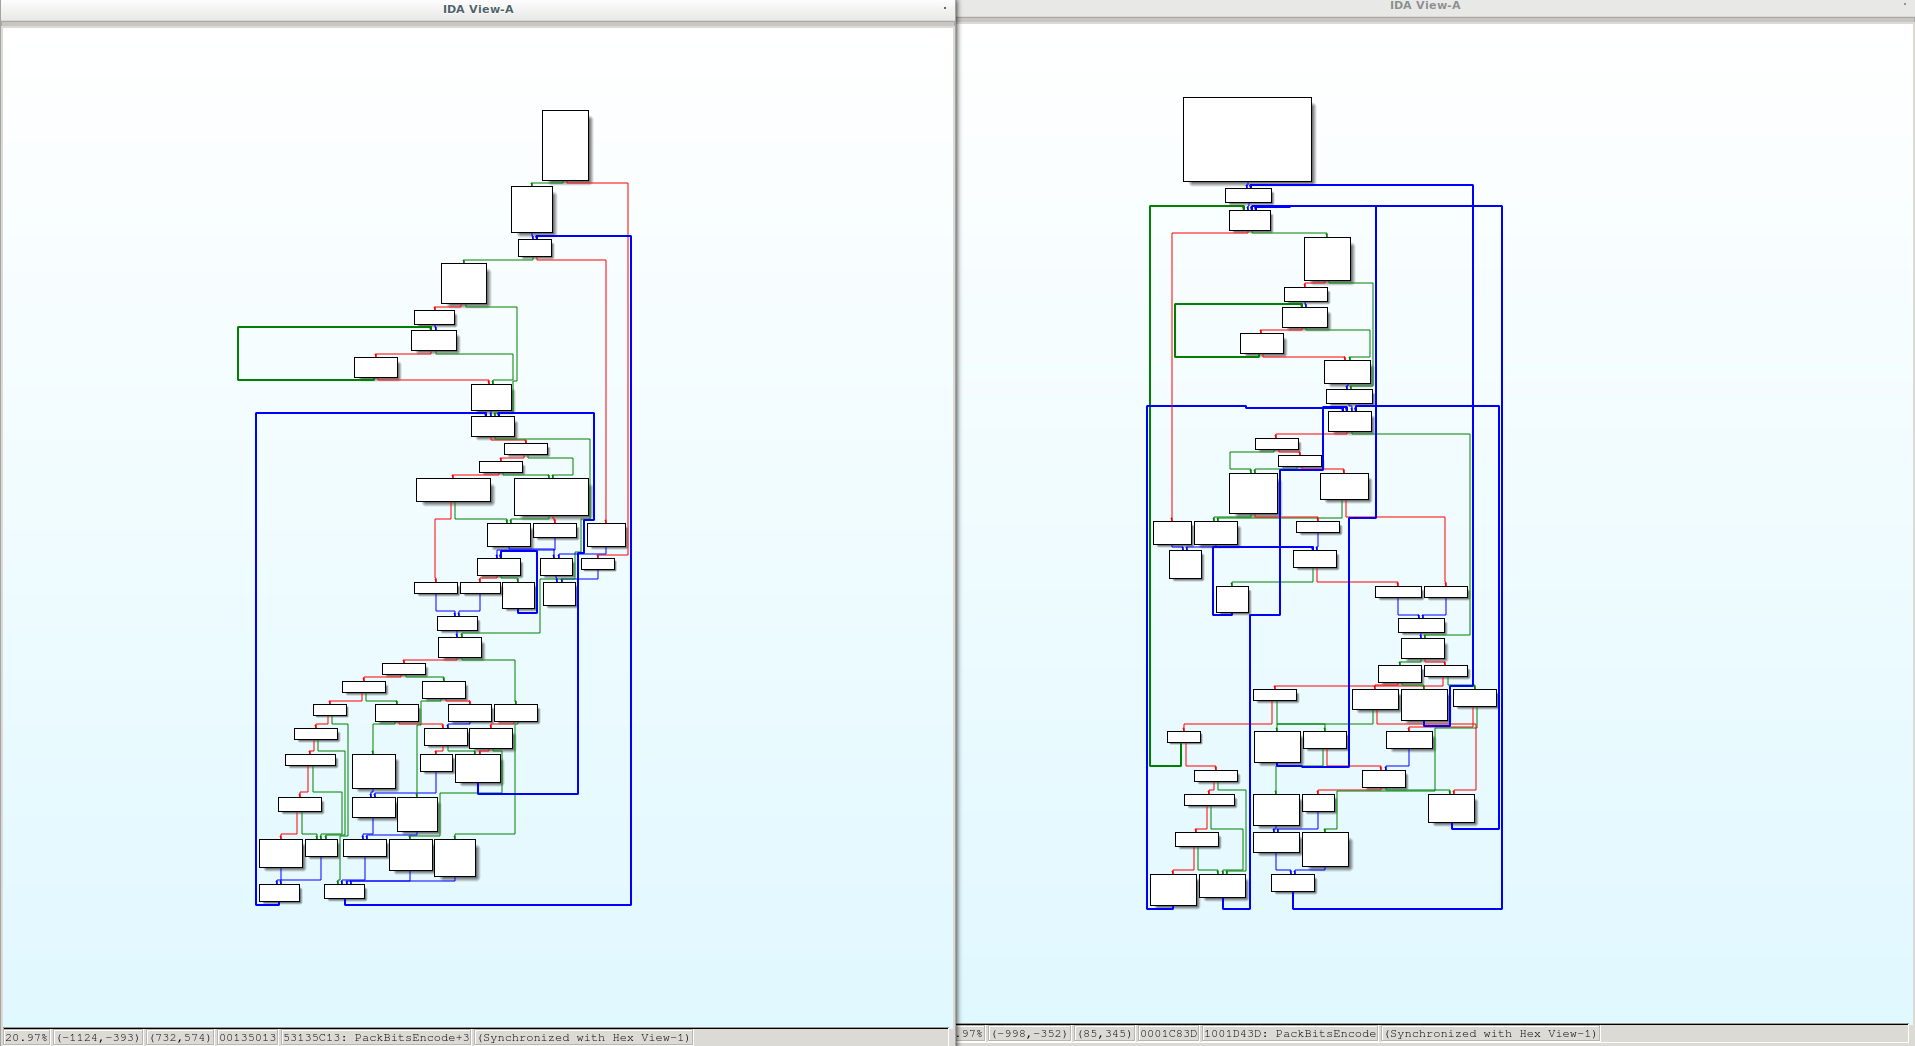 IDA View-A
IDA View-A
20.97% (-1124,-393) (732,574) 00135013 53135C13: PackBitsEncode+3 (Synchronized with Hex View-1)
.97% (-998,-352) (85,345) 0001C83D 1001D43D: PackBitsEncode (Synchronized with Hex View-1)